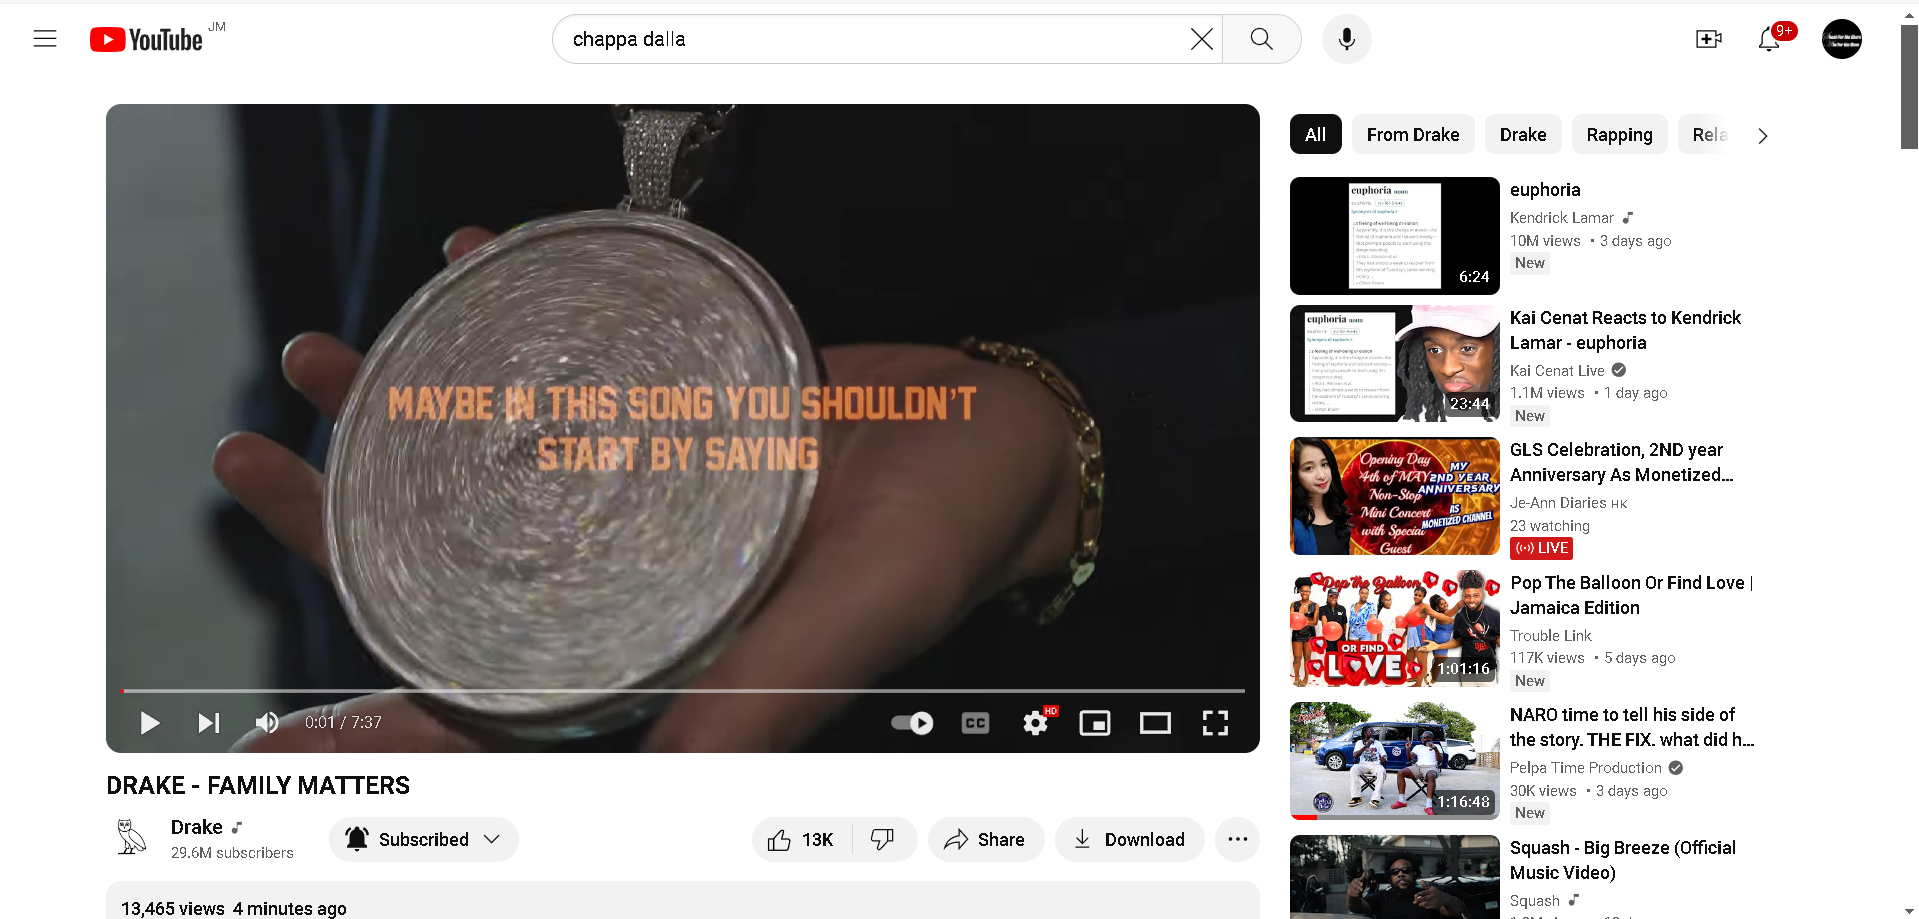 YouTube JM
chappa dalla
9+
MAYBE IN THIS SONG YOU SHOULDN'T
START BY SAYING
0:01 / 7:37
CC
HD
DRAKE - FAMILY MATTERS
Drake
29.6M subscribers
Subscribed
13K
Share
Download
13,465 views 4 minutes ago
All
From Drake
Drake
Rapping
Rela
euphoria noun
6:24
euphoria
Kendrick Lamar
10M views • 3 days ago
New
euphoria noun
23:44
Kai Cenat Reacts to Kendrick
Lamar - euphoria
Kai Cenat Live
1.1M views • 1 day ago
New
Opening Day
4th of MAY
Non-Stop
Mini Concert
with Special
Guest
MY
2ND YEAR
ANNIVERSARY
AS
MONETIZED CHANNEL
GLS Celebration, 2ND year
Anniversary As Monetized...
Je-Ann Diaries HK
23 watching
LIVE
Pop the Balloon
OR FIND
LOVE
1:01:16
Pop The Balloon Or Find Love |
Jamaica Edition
Trouble Link
117K views • 5 days ago
New
1:16:48
NARO time to tell his side of
the story. THE FIX. what did h...
Pelpa Time Production
30K views • 3 days ago
New
Squash - Big Breeze (Official
Music Video)
Squash